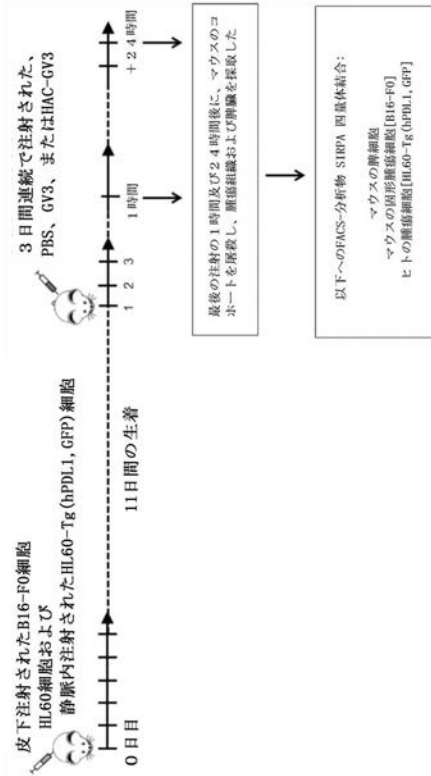 皮下注射されたB16-F0細胞
HL60細胞および
静脈内注射されたHL60-Tg(hPDL1, GFP)細胞
0日目
11日間の生着
3日間連続で注射された、
PBS、GV3、またはHAC-GV3
1
2
3
1時間
+24時間
最後の注射の1時間及び24時間後に、マウスのコ
ホートを屠殺し、腫瘍組織および脾臓を採取した
以下へのFACS-分析物 SIRPA 四量体結合:
マウスの脾細胞
マウスの固形腫瘍細胞[B16-F0]
ヒトの腫瘍細胞[HL60-Tg(hPDL1, GFP]